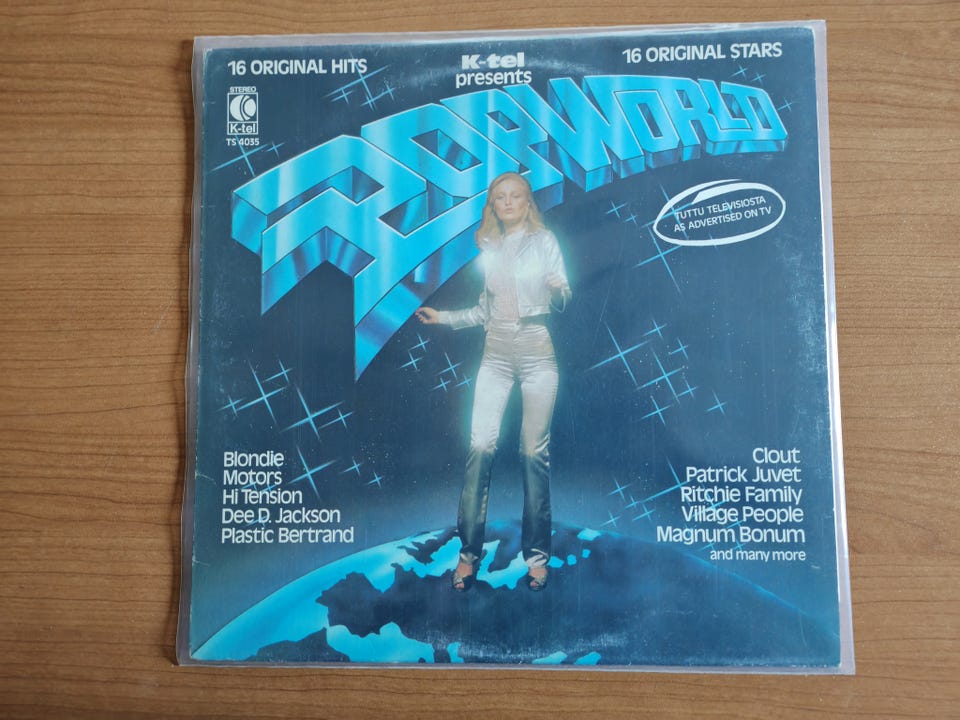 16 ORIGINAL HITS
K-tel
presents
16 ORIGINAL STARS
STEREO
K-tel
TS 4035
POPWORLD
TUTTU TELEVISIOSTA
AS ADVERTISED ON TV
Blondie
Motors
Hi Tension
Dee D. Jackson
Plastic Bertrand
Clout
Patrick Juvet
Ritchie Family
Village People
Magnum Bonum
and many more